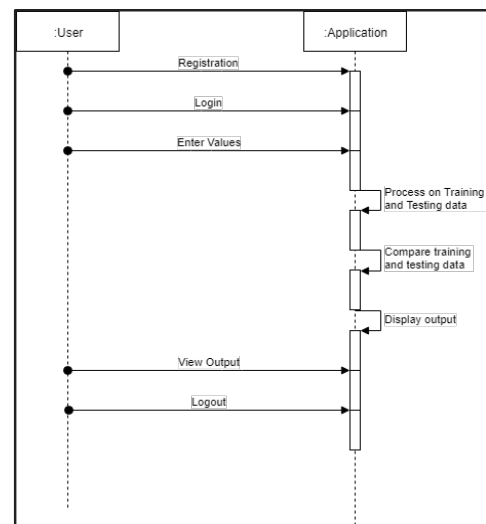 :User
:Application
Registration
Login
Enter Values
Process on Training
and Testing data
Compare training
and testing data
Display output
View Output
Logout